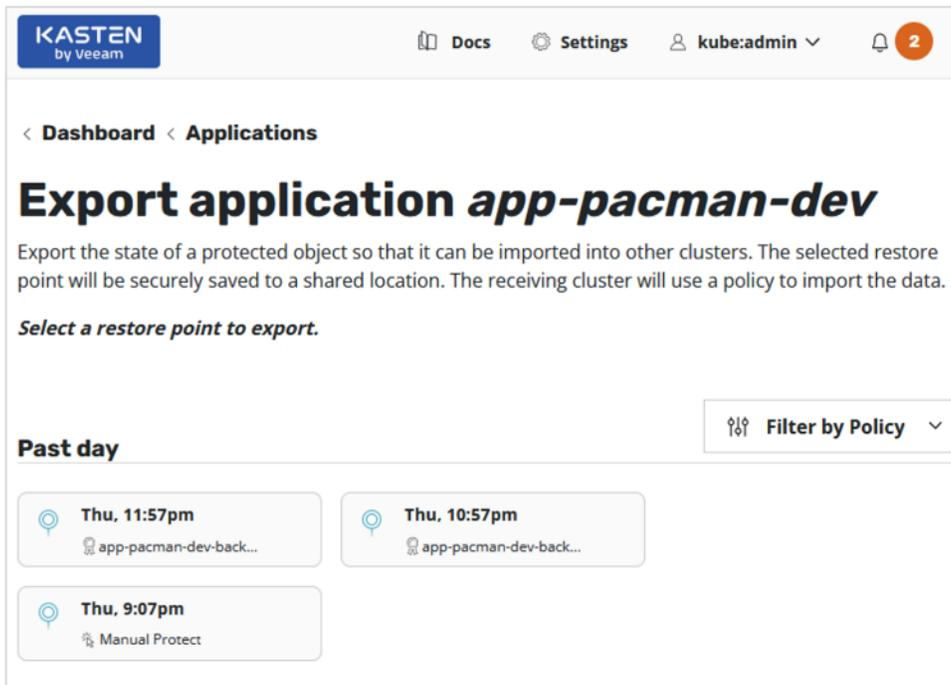 KASTEN
by Veeam
Docs
Settings
kube:admin
2
Dashboard
Applications
Export application app-pacman-dev
Export the state of a protected object so that it can be imported into other clusters. The selected restore
point will be securely saved to a shared location. The receiving cluster will use a policy to import the data.
Select a restore point to export.
Filter by Policy
Past day
Thu, 11:57pm
app-pacman-dev-back...
Thu, 10:57pm
app-pacman-dev-back...
Thu, 9:07pm
Manual Protect